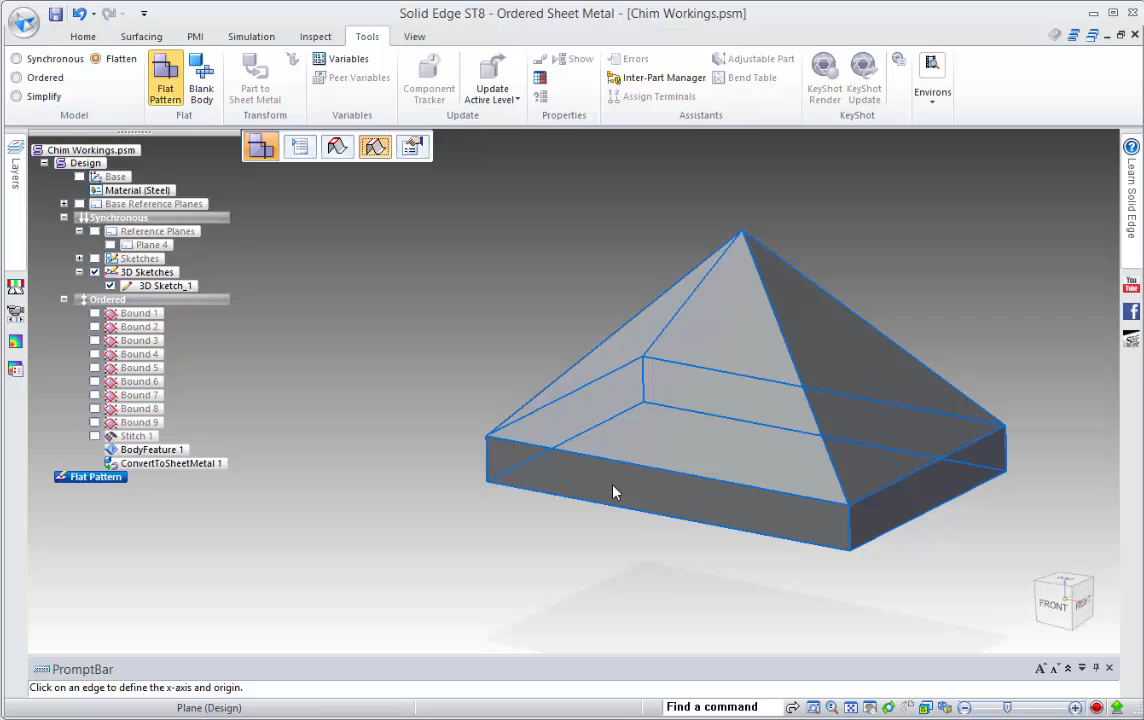 Solid Edge ST8 - Ordered Sheet Metal - [Chim Workings.psm]
Home Surfacing PMI Simulation Inspect Tools View
Synchronous Flatten
Ordered
Simplify
Model
Flat Pattern
Blank Body
Flat
Part to Sheet Metal
Transform
Variables
Peer Variables
Variables
Component Tracker
Update Active Level
Update
Show
Properties
Errors
Inter-Part Manager
Assign Terminals
Adjustable Part
Bend Table
Assistants
KeyShot Render
KeyShot Update
KeyShot
Environs
Layers
Chim Workings.psm
Design
Base
Material (Steel)
Base Reference Planes
Synchronous
Reference Planes
Plane 4
Sketches
3D Sketches
3D Sketch_1
Ordered
Bound 1
Bound 2
Bound 3
Bound 4
Bound 5
Bound 6
Bound 7
Bound 8
Bound 9
Stitch 1
BodyFeature 1
ConvertToSheetMetal 1
Flat Pattern
Learn Solid Edge
You Tube
FRONT
RIGHT
PromptBar
Click on an edge to define the x-axis and origin.
Plane (Design)
Find a command